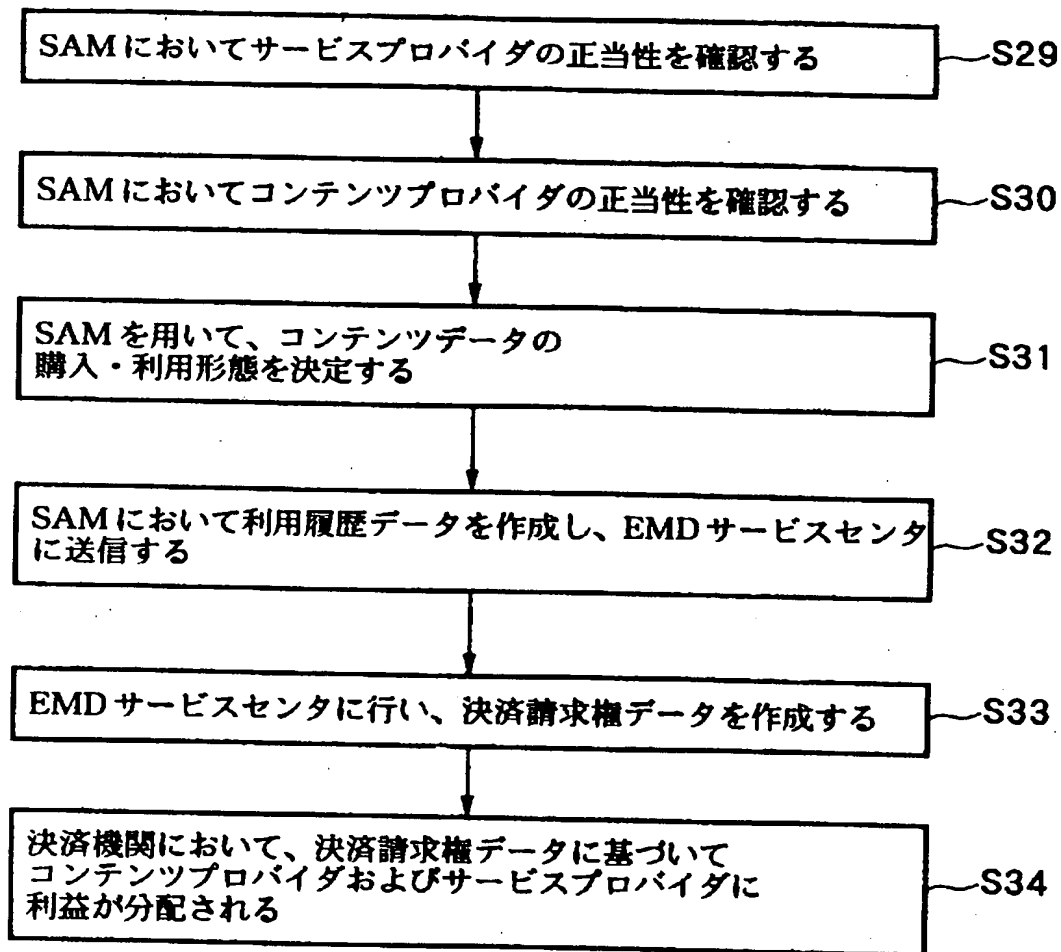 SAMにおいてサービスプロバイダの正当性を確認する
S29
SAMにおいてコンテンツプロバイダの正当性を確認する
S30
SAMを用いて、コンテンツデータの
購入・利用形態を決定する
S31
SAMにおいて利用履歴データを作成し、EMDサービスセンタ
に送信する
S32
EMDサービスセンタに行い、決済請求権データを作成する
S33
決済機関において、決済請求権データに基づいて
コンテンツプロバイダおよびサービスプロバイダに
利益が分配される
S34